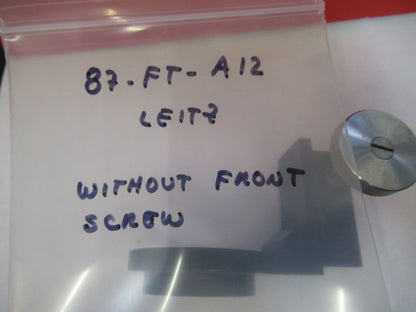 87-FT-A12
LEITZ
WITHOUT FRONT
SCREW